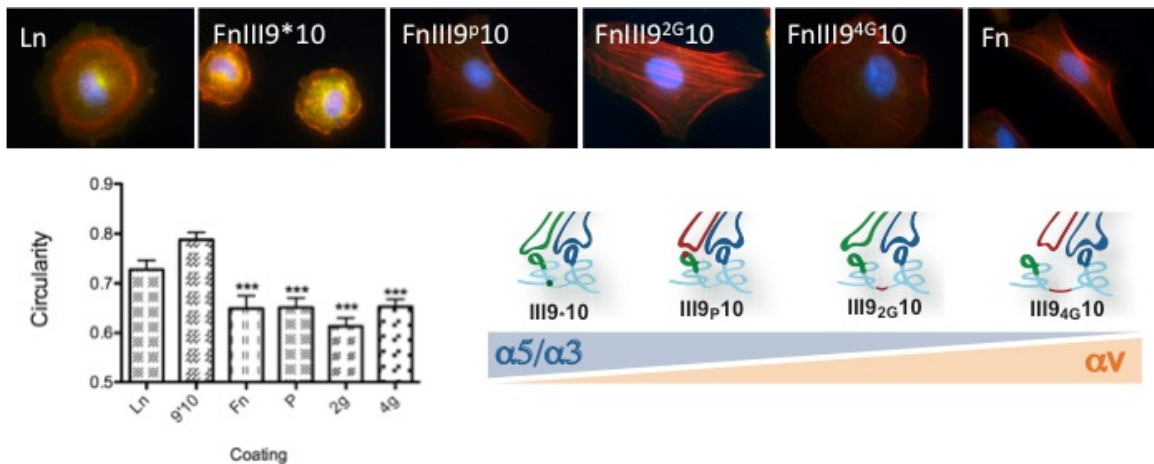 Ln
FnIII9*10
FnIII9ᵖ10
FnIII9²ᴳ10
FnIII9⁴ᴳ10
Fn
0.9
0.8
0.7
0.6
0.5
Circularity
*** *** *** ***
Ln 9'10 Fn P 2g 4g
Coating
III9*10
III9P10
III92G10
III94G10
α5/α3
αv